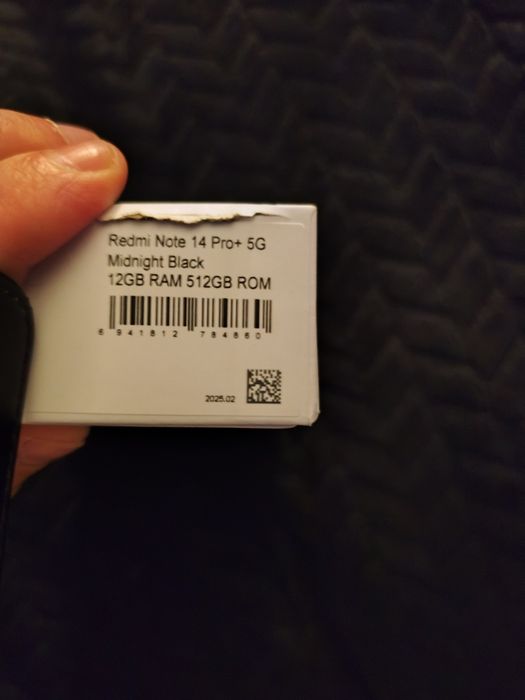 Redmi Note 14 Pro+ 5G
Midnight Black
12GB RAM 512GB ROM
6 941812 784860
2025.02